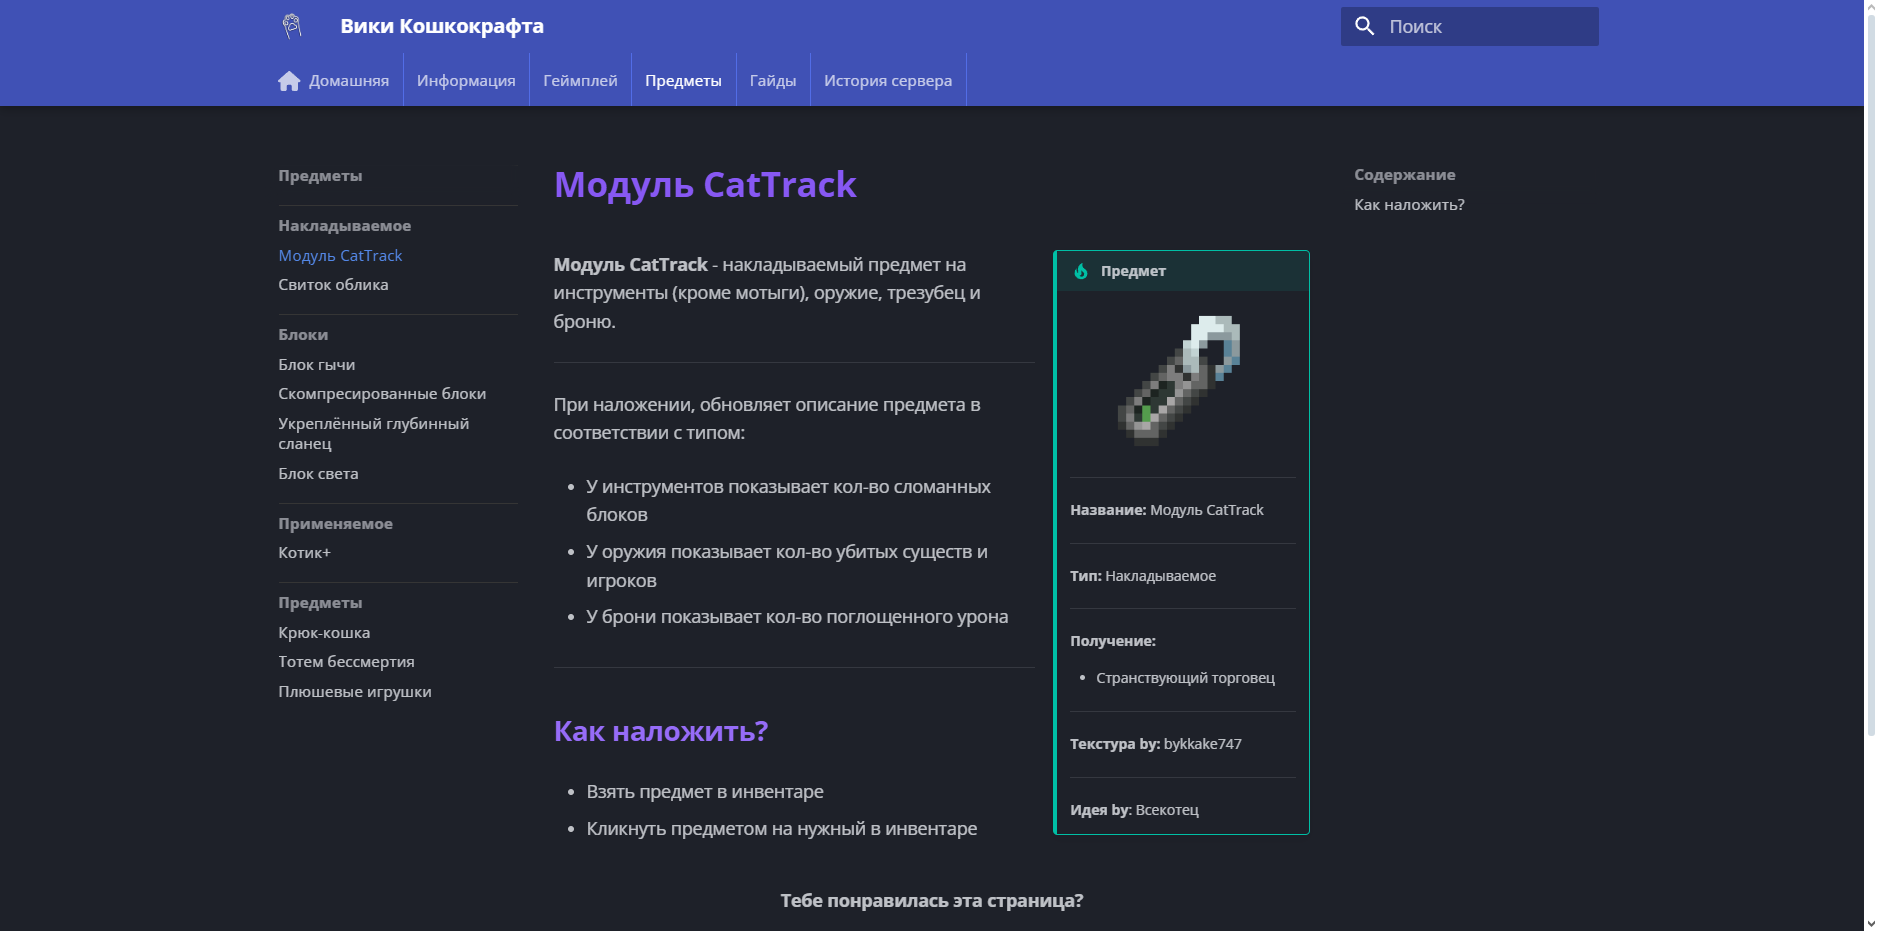 Вики Кошкокрафта
Поиск
Домашняя
Информация
Геймплей
Предметы
Гайды
История сервера
Предметы
Накладываемое
Модуль CatTrack
Свиток облика
Блоки
Блок гычи
Скомпресированные блоки
Укреплённый глубинный
сланец
Блок света
Применяемое
Котик+
Предметы
Крюк-кошка
Тотем бессмертия
Плюшевые игрушки
Модуль CatTrack
Модуль CatTrack - накладываемый предмет на
инструменты (кроме мотыги), оружие, трезубец и
броню.
При наложении, обновляет описание предмета в
соответствии с типом:
• У инструментов показывает кол-во сломанных
блоков
• У оружия показывает кол-во убитых существ и
игроков
• У брони показывает кол-во поглощенного урона
Как наложить?
• Взять предмет в инвентаре
• Кликнуть предметом на нужный в инвентаре
Предмет
Название: Модуль CatTrack
Тип: Накладываемое
Получение:
• Странствующий торговец
Текстура by: bykkake747
Идея by: Всекотец
Содержание
Как наложить?
Тебе понравилась эта страница?